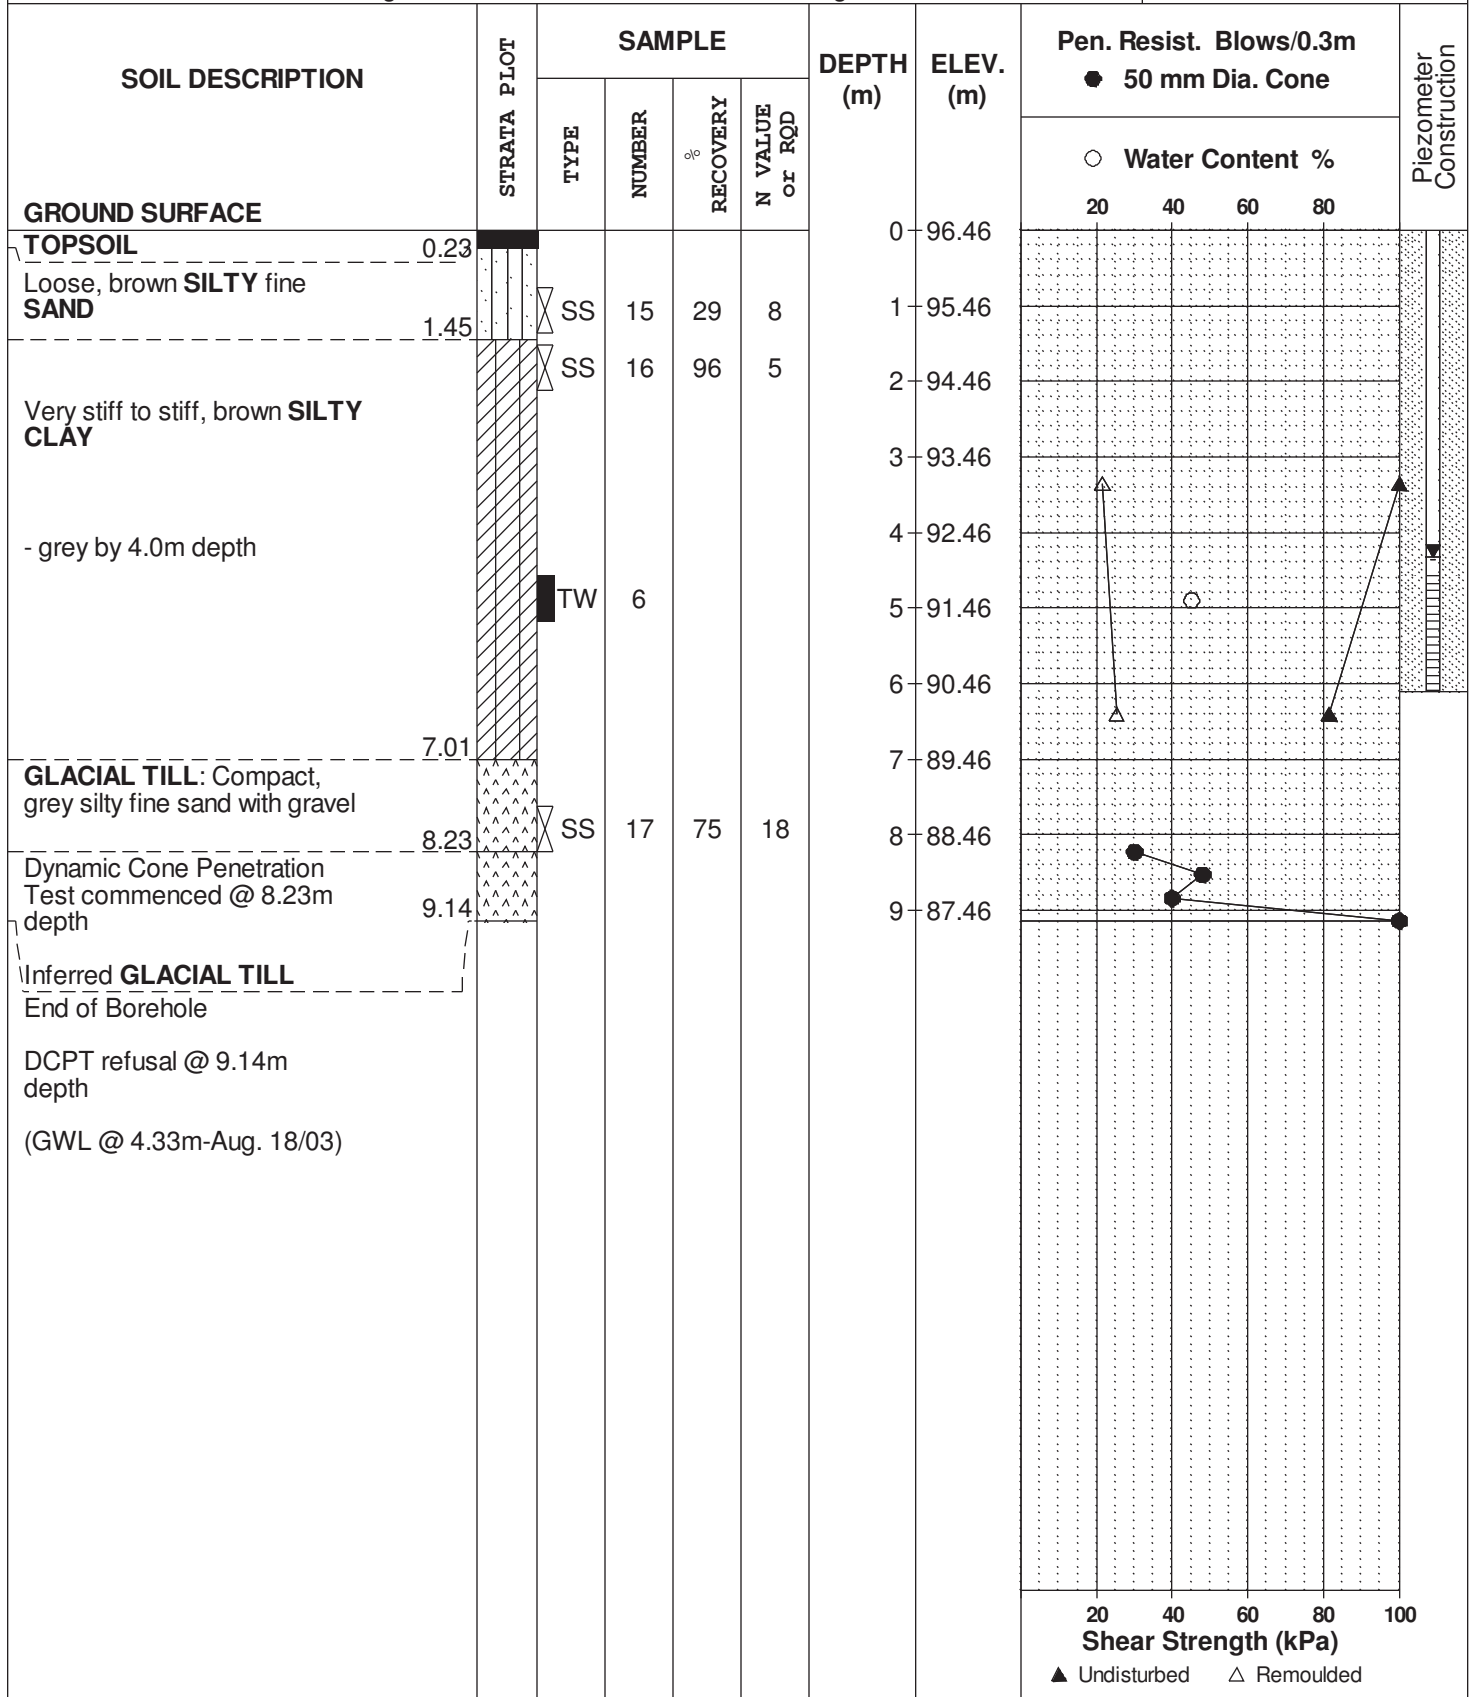 SOIL DESCRIPTION
GROUND SURFACE
STRATA PLOT
SAMPLE
TYPE
NUMBER
%
RECOVERY
N VALUE
or RQD
DEPTH
(m)
ELEV.
(m)
Pen. Resist. Blows/0.3m
50 mm Dia. Cone
Water Content %
20 40 60 80
Piezometer
Construction
0 96.46
TOPSOIL 0.23
Loose, brown SILTY fine
SAND
1.45
SS 15 29 8
1 95.46
SS 16 96 5
2 94.46
Very stiff to stiff, brown SILTY
CLAY
3 93.46
4 92.46
- grey by 4.0m depth
TW 6
5 91.46
6 90.46
7.01
7 89.46
GLACIAL TILL: Compact,
grey silty fine sand with gravel
8.23
SS 17 75 18
8 88.46
Dynamic Cone Penetration
Test commenced @ 8.23m
depth
9.14
9 87.46
Inferred GLACIAL TILL
End of Borehole
DCPT refusal @ 9.14m
depth
(GWL @ 4.33m-Aug. 18/03)
20 40 60 80 100
Shear Strength (kPa)
Undisturbed Remoulded